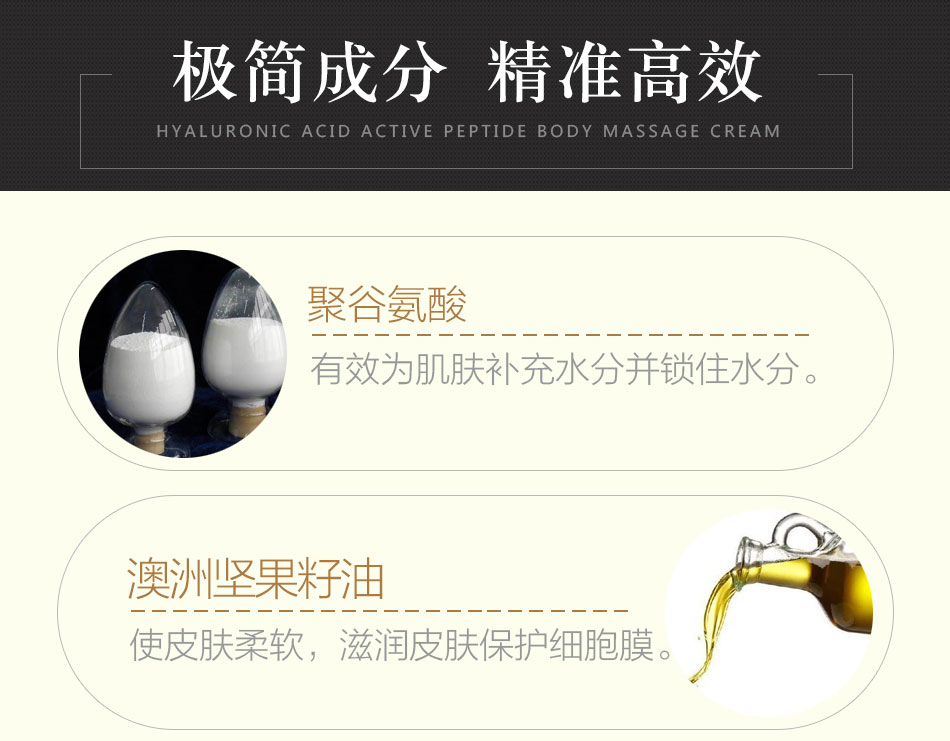 极简成分 精准高效
HYALURONIC ACID ACTIVE PEPTIDE BODY MASSAGE CREAM
聚谷氨酸
有效为肌肤补充水分并锁住水分。
澳洲坚果籽油
使皮肤柔软，滋润皮肤保护细胞膜。